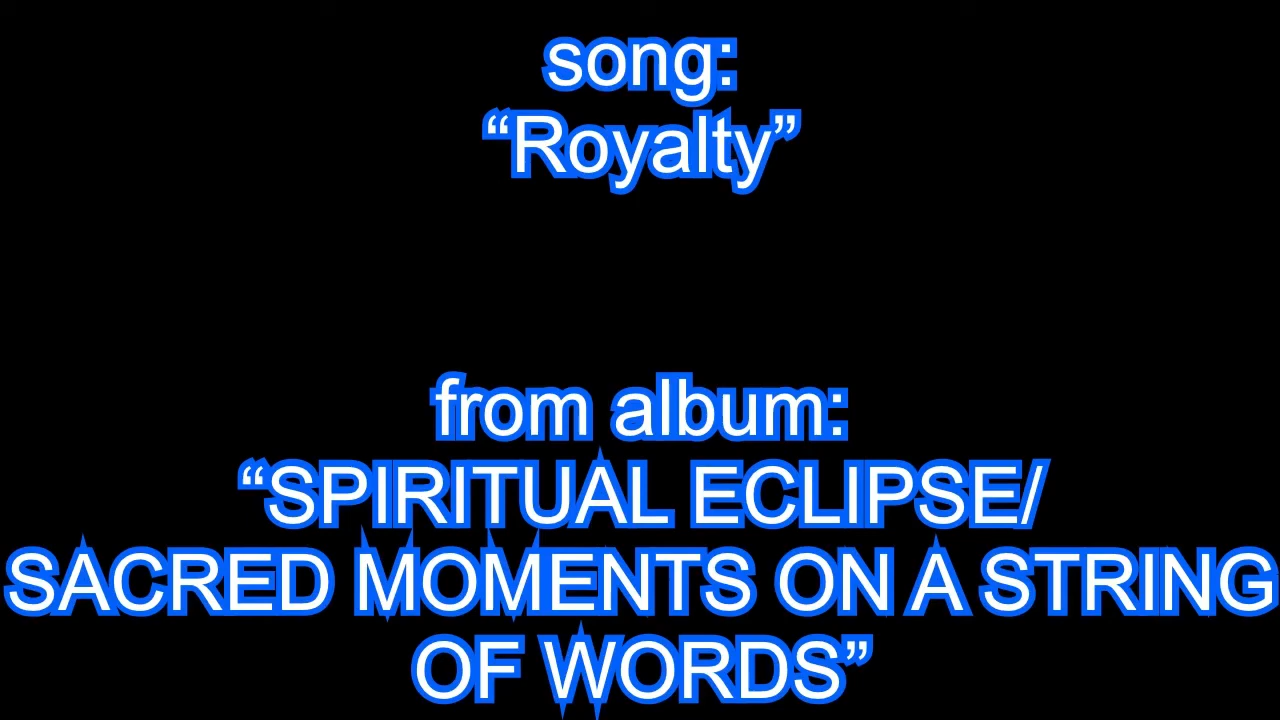 song:
“Royalty”
from album:
“SPIRITUAL ECLIPSE/
SACRED MOMENTS ON A STRING
OF WORDS”